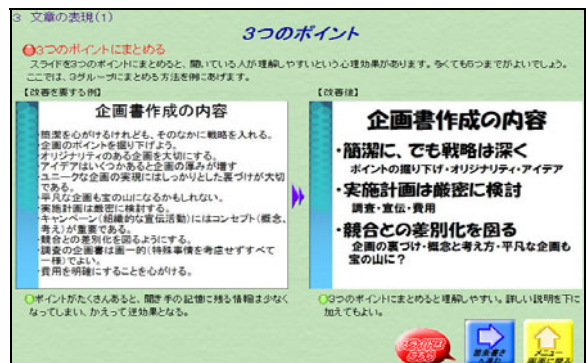 3 文章の表現(1)
3つのポイント
3つのポイントにまとめる
スライドを3つのポイントにまとめると、聞いている人が理解しやすいという心理効果があります。多くても5つまでがよいでしょう。
ここでは、3グループにまとめる方法を例にあげます。
【改善を要する例】
企画書作成の内容
・簡潔を心がけるけれども、そのなかに戦略を入れる。
・企画のポイントを掘り下げよう。
・オリジナリティのある企画を大切にする。
・アイデアはいくつかあると企画の厚みが増す
・ユニークな企画の実現にはしっかりとした裏づけが大切
である。
・平凡な企画も宝の山になるかもしれない。
・実施計画は厳密に検討する。
・キャンペーン(組織的な宣伝活動)にはコンセプト(概念、
考え)が重要である。
・競合との差別化を図るようにする。
・調査の企画書は画一的(特殊事情を考慮せずすべて
一様)でよい。
・費用を明確にすることを心がける。
ポイントがたくさんあると、聞き手の記憶に残る情報は少なく
なってしまい、かえって逆効果となる。
【改善後】
企画書作成の内容
・簡潔に、でも戦略は深く
ポイントの掘り下げ・オリジナリティ・アイデア
・実施計画は厳密に検討
調査・宣伝・費用
・競合との差別化を図る
企画の裏づけ・概念と考え方・平凡な企画も
宝の山に?
3つのポイントにまとめると理解しやすい。詳しい説明を下に
加えてもよい。
メニュー
画面に戻る